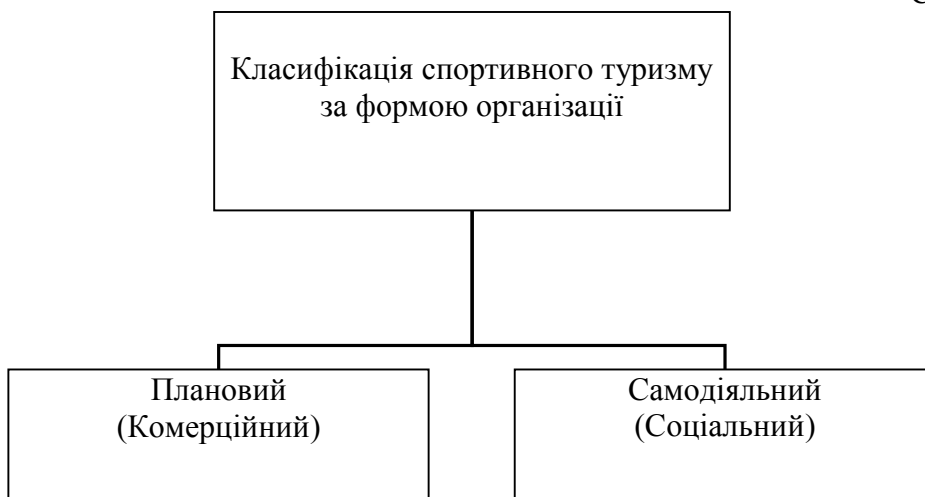 Класифікація спортивного туризму
за формою організації
Плановий
(Комерційний)
Самодіяльний
(Соціальний)